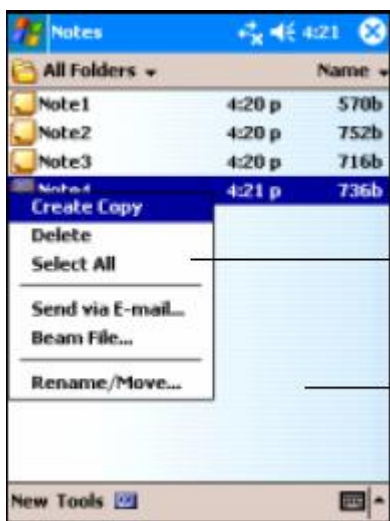 Notes 4:21
All Folders Name
Note1 4:20 p 570b
Note2 4:20 p 752b
Note3 4:20 p 716b
Note4 4:21 p 736b
Create Copy
Delete
Select All
Send via E-mail...
Beam File...
Rename/Move...
New Tools